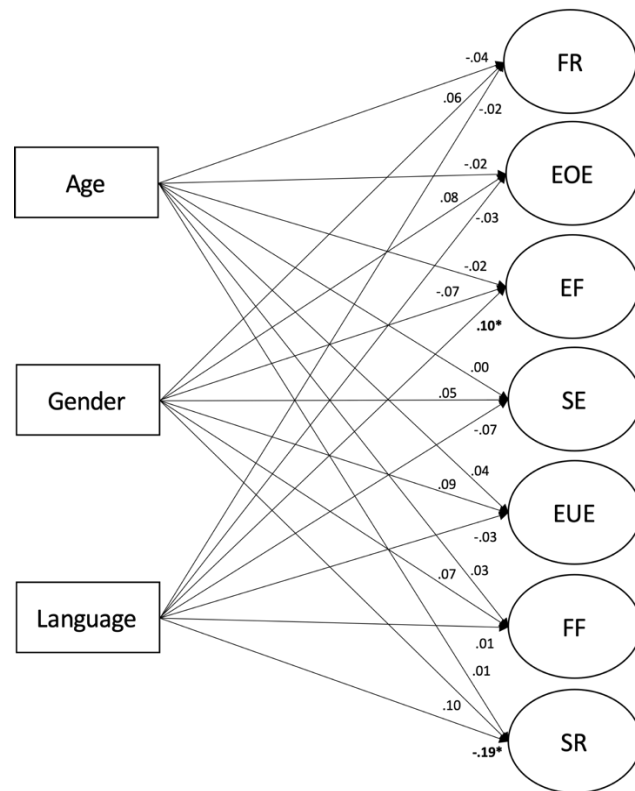 -.04
FR
.06
-.02
Age
-.02
EOE
.08
-.03
-.02
EF
-.07
.10*
.00
Gender
.05
SE
-.07
.04
.09
EUE
-.03
.07
.03
Language
FF
.01
.01
.10
SR
-.19*